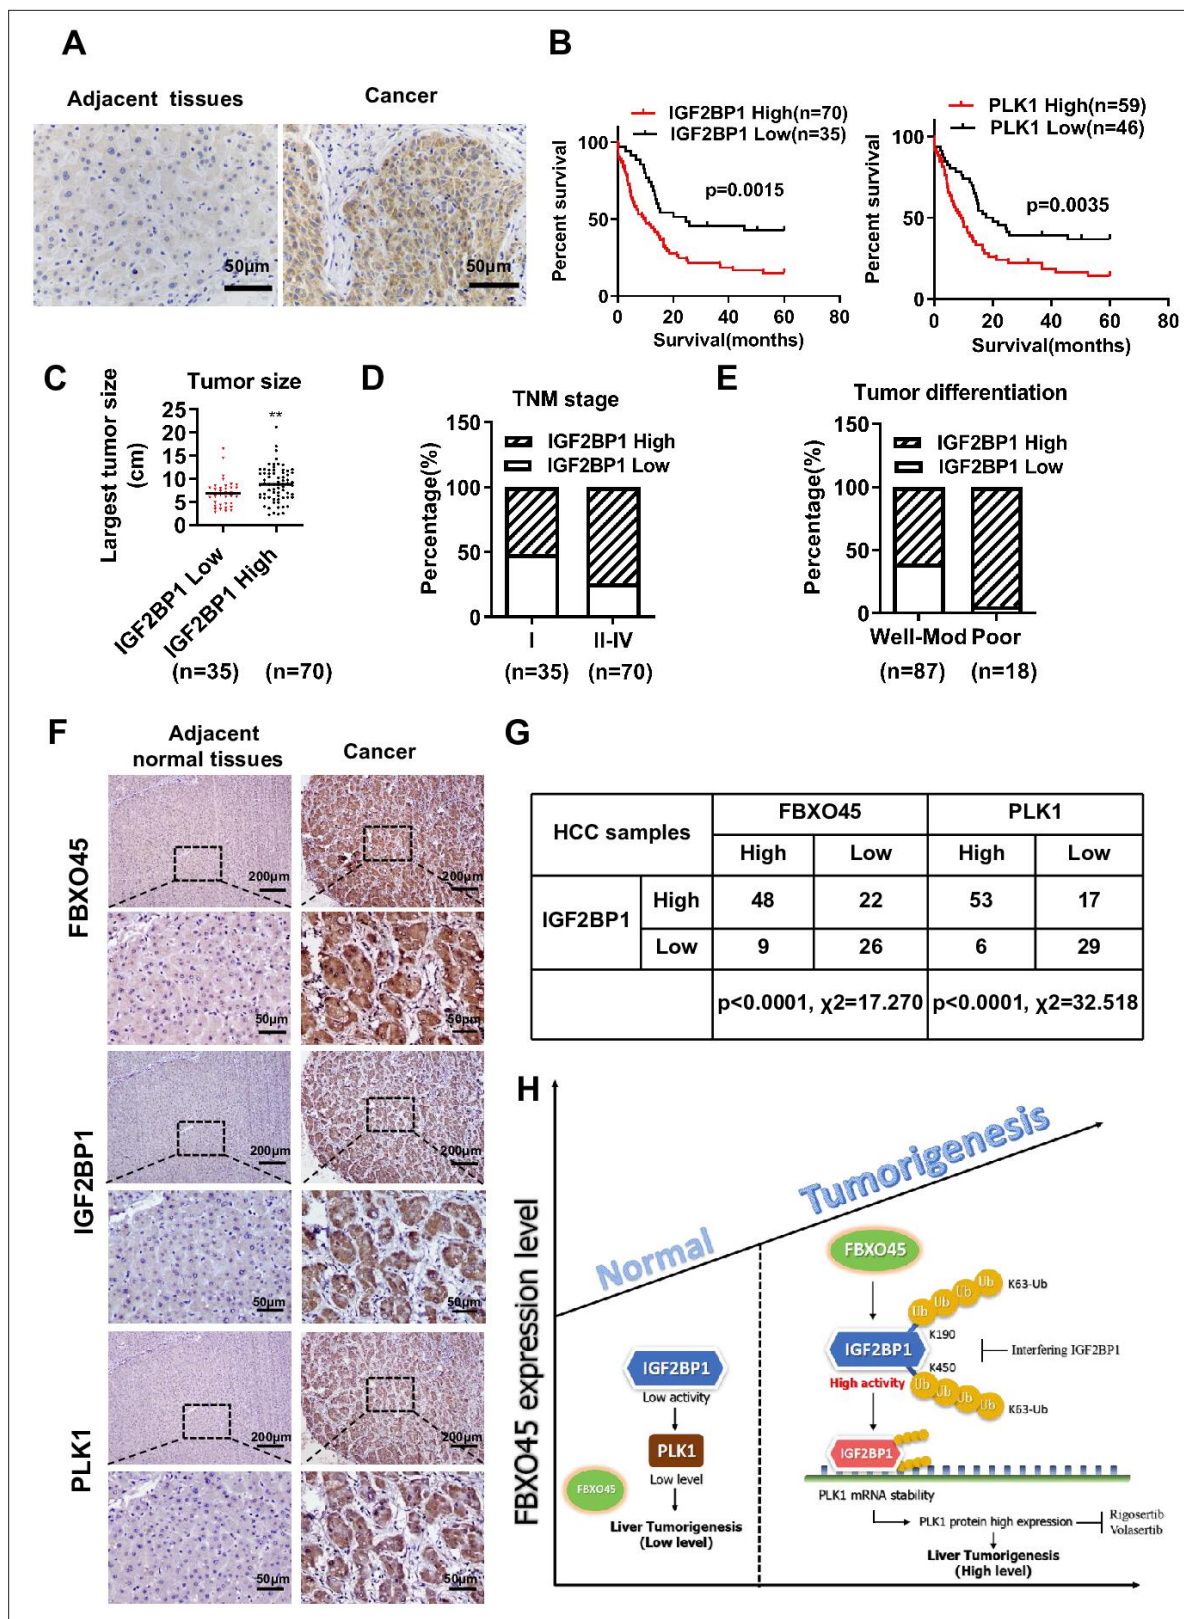 A
Adjacent tissues
Cancer
50μm
50μm
B
IGF2BP1 High(n=70)
IGF2BP1 Low(n=35)
Percent survival
100
50
0
p=0.0015
0 20 40 60 80
Survival(months)
PLK1 High(n=59)
PLK1 Low(n=46)
Percent survival
100
50
0
p=0.0035
0 20 40 60 80
Survival(months)
C
Tumor size
Largest tumor size
(cm)
25
20
15
10
5
0
**
IGF2BP1 Low
IGF2BP1 High
(n=35) (n=70)
D
TNM stage
Percentage(%)
150
100
50
0
IGF2BP1 High
IGF2BP1 Low
I II-IV
(n=35) (n=70)
E
Tumor differentiation
Percentage(%)
150
100
50
0
IGF2BP1 High
IGF2BP1 Low
Well-Mod Poor
(n=87) (n=18)
F
Adjacent
normal tissues
Cancer
FBXO45
200μm
200μm
50μm
50μm
IGF2BP1
200μm
200μm
50μm
50μm
PLK1
200μm
200μm
50μm
50μm
G
HCC samples
FBXO45 PLK1
High Low High Low
IGF2BP1
High 48 22 53 17
Low 9 26 6 29
p<0.0001, χ2=17.270 p<0.0001, χ2=32.518
H
FBXO45 expression level
Normal
Tumorigenesis
IGF2BP1
Low activity
PLK1
Low level
FBXO45
Liver Tumorigenesis
(Low level)
FBXO45
Ub Ub Ub Ub
K63-Ub
K190
IGF2BP1
Interfering IGF2BP1
K450
High activity
Ub Ub Ub Ub
K63-Ub
IGF2BP1
PLK1 mRNA stability
PLK1 protein high expression
Rigosertib
Volasertib
Liver Tumorigenesis
(High level)